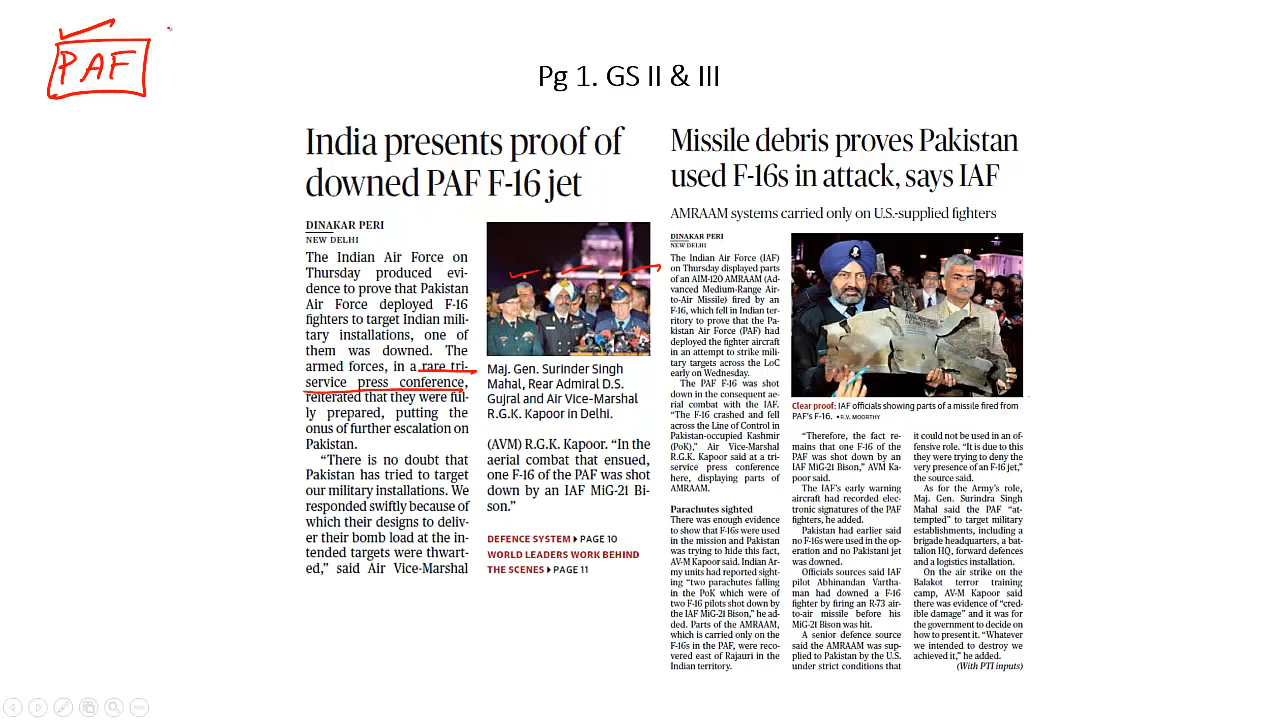 PAF
Pg 1. GS II & III
India presents proof of
downed PAF F-16 jet
DINAKAR PERI
NEW DELHI
The Indian Air Force on
Thursday produced evi-
dence to prove that Pakistan
Air Force deployed F-16
fighters to target Indian mili-
tary installations, one of
them was downed. The
armed forces, in a rare tri-
service press conference,
reiterated that they were ful-
ly prepared, putting the
onus of further escalation on
Pakistan.
“There is no doubt that
Pakistan has tried to target
our military installations. We
responded swiftly because of
which their designs to deliv-
er their bomb load at the in-
tended targets were thwart-
ed,” said Air Vice-Marshal
Maj. Gen. Surinder Singh
Mahal, Rear Admiral D.S.
Gujral and Air Vice-Marshal
R.G.K. Kapoor in Delhi.
(AVM) R.G.K. Kapoor. “In the
aerial combat that ensued,
one F-16 of the PAF was shot
down by an IAF MiG-21 Bi-
son.”
DEFENCE SYSTEM PAGE 10
WORLD LEADERS WORK BEHIND
THE SCENES PAGE 11
Missile debris proves Pakistan
used F-16s in attack, says IAF
AMRAAM systems carried only on U.S.-supplied fighters
DINAKAR PERI
NEW DELHI
The Indian Air Force (IAF)
on Thursday displayed parts
of an AIM-120 AMRAAM (Ad-
vanced Medium-Range Air-
to-Air Missile) fired by an
F-16, which fell in Indian ter-
ritory to prove that the Pa-
kistan Air Force (PAF) had
deployed the fighter aircraft
in an attempt to strike mili-
tary targets across the LoC
early on Wednesday.
The PAF F-16 was shot
down in the consequent ae-
rial combat with the IAF.
“The F-16 crashed and fell
across the Line of Control in
Pakistan-occupied Kashmir
(PoK),” Air Vice-Marshal
R.G.K. Kapoor said at a tri-
service press conference
here, displaying parts of
AMRAAM.
Parachutes sighted
There was enough evidence
to show that F-16s were used
in the mission and Pakistan
was trying to hide this fact,
AV-M Kapoor said. Indian Ar-
my units had reported sight-
ing “two parachutes falling
in the PoK which were of
two F-16 pilots shot down by
the IAF MiG-21 Bison,” he ad-
ded. Parts of the AMRAAM,
which is carried only on the
F-16s in the PAF, were reco-
vered east of Rajauri in the
Indian territory.
Clear proof: IAF officials showing parts of a missile fired from
PAF’s F-16. R.V. MOORTHY
“Therefore, the fact re-
mains that one F-16 of the
PAF was shot down by an
IAF MiG-21 Bison,” AVM Ka-
poor said.
The IAF’s early warning
aircraft had recorded elec-
tronic signatures of the PAF
fighters, he added.
Pakistan had earlier said
no F-16s were used in the op-
eration and no Pakistani jet
was downed.
Officials sources said IAF
pilot Abhinandan Vartha-
man had downed a F-16
fighter by firing an R-73 air-
to-air missile before his
MiG-21 Bison was hit.
A senior defence source
said the AMRAAM was sup-
plied to Pakistan by the U.S.
under strict conditions that
it could not be used in an of-
fensive role. “It is due to this
they were trying to deny the
very presence of an F-16 jet,”
the source said.
As for the Army’s role,
Maj. Gen. Surindra Singh
Mahal said the PAF “at-
tempted” to target military
establishments, including a
brigade headquarters, a bat-
talion HQ, forward defences
and a logistics installation.
On the air strike on the
Balakot terror training
camp, AV-M Kapoor said
there was evidence of “cred-
ible damage” and it was for
the government to decide on
how to present it. “Whatever
we intended to destroy we
achieved it,” he added.
(With PTI inputs)